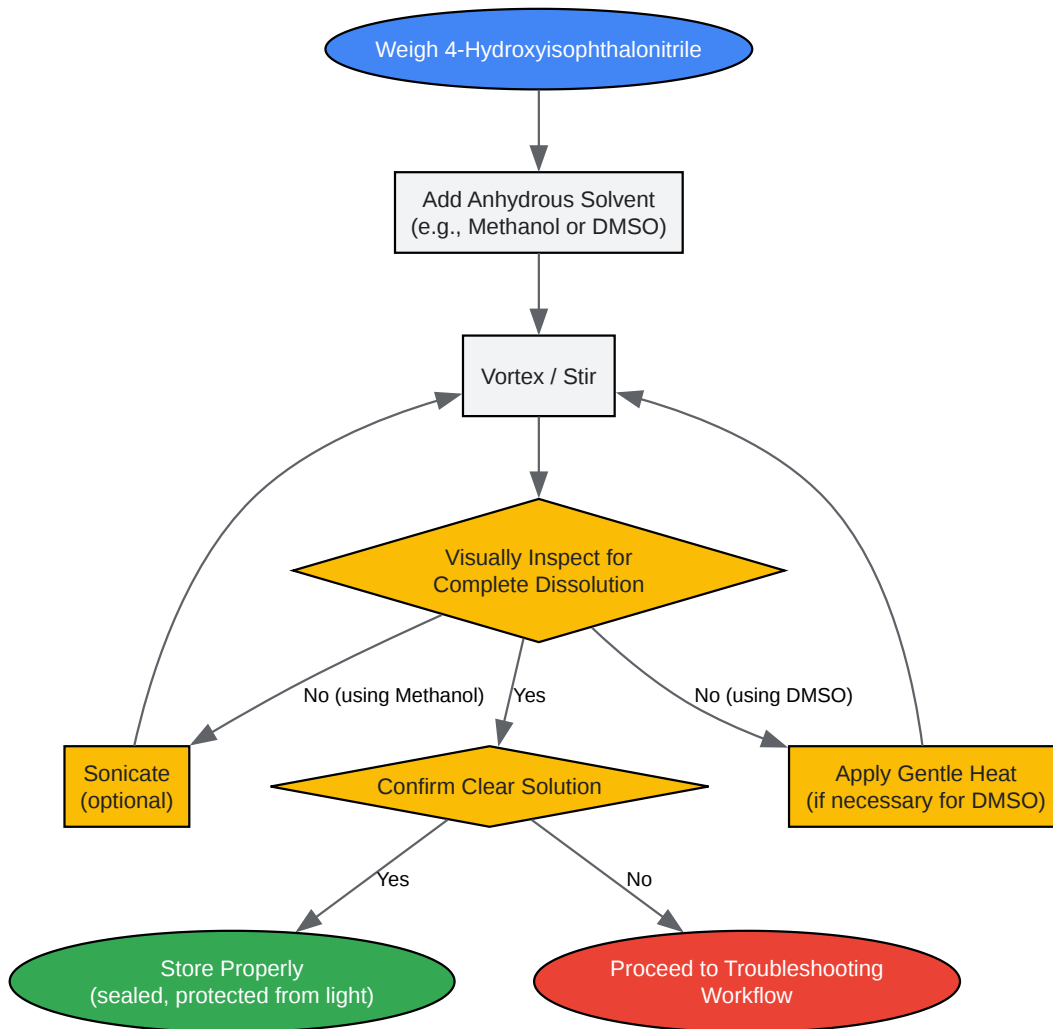 Weigh 4-Hydroxyisophthalonitrile
Add Anhydrous Solvent
(e.g., Methanol or DMSO)
Vortex / Stir
Visually Inspect for
Complete Dissolution
No (using Methanol)
Yes
No (using DMSO)
Sonicate
(optional)
Confirm Clear Solution
Apply Gentle Heat
(if necessary for DMSO)
Yes
No
Store Properly
(sealed, protected from light)
Proceed to Troubleshooting
Workflow